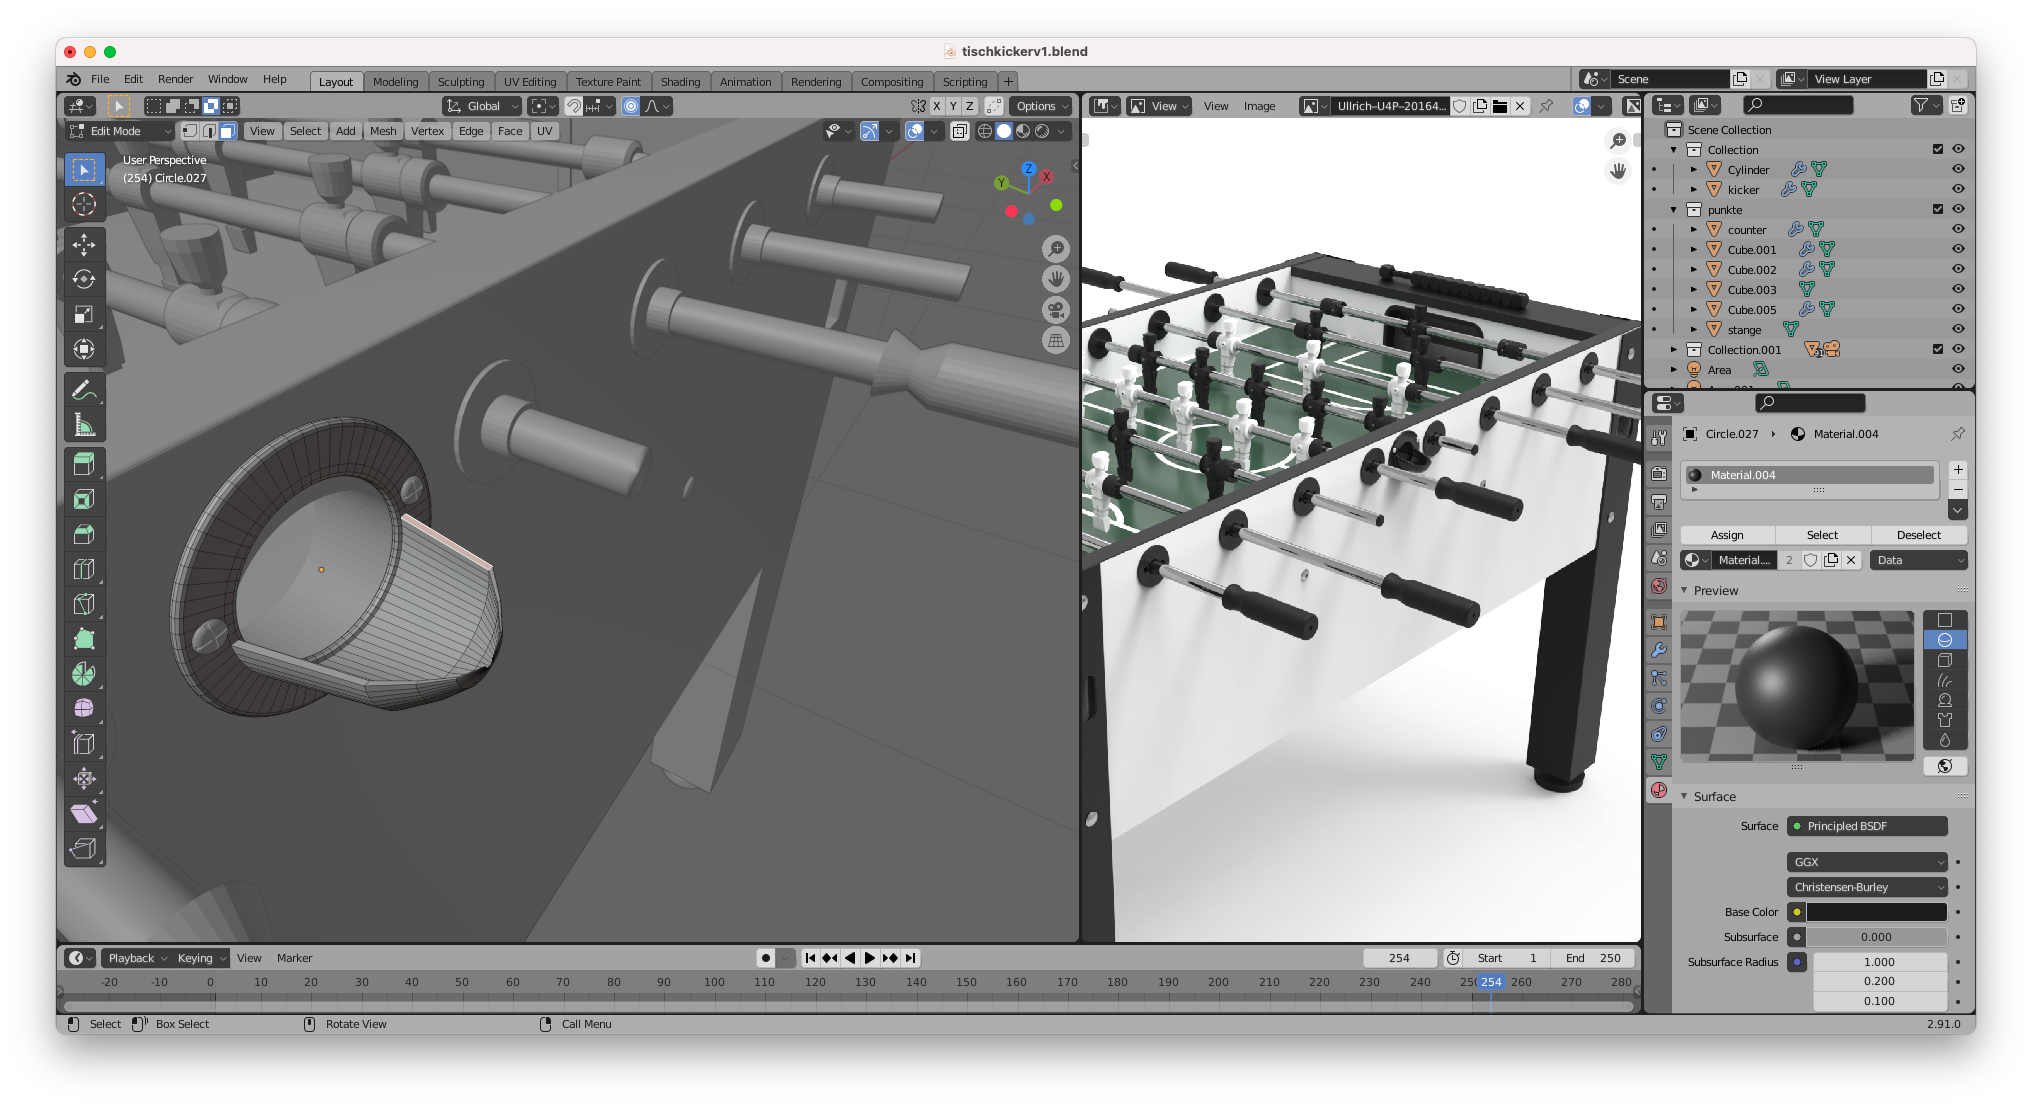 tischkickerv1.blend
File Edit Render Window Help
Layout Modeling Sculpting UV Editing Texture Paint Shading Animation Rendering Compositing Scripting +
Scene
View Layer
Global
X Y Z
Options
View
View Image
Ullrich-U4P-20164...
Edit Mode
View Select Add Mesh Vertex Edge Face UV
User Perspective
(254) Circle.027
Z
Y
X
Scene Collection
Collection
Cylinder
kicker
punkte
counter
Cube.001
Cube.002
Cube.003
Cube.005
stange
Collection.001
Area
Circle.027
Material.004
Material.004
Assign Select Deselect
Material.... 2
Data
Preview
Surface
Surface Principled BSDF
GGX
Christensen-Burley
Base Color
Subsurface 0.000
Subsurface Radius 1.000
0.200
0.100
Playback Keying View Marker
254
Start 1
End 250
-20 -10 0 10 20 30 40 50 60 70 80 90 100 110 120 130 140 150 160 170 180 190 200 210 220 230 240 254 260 270 280
Select Box Select Rotate View Call Menu
2.91.0